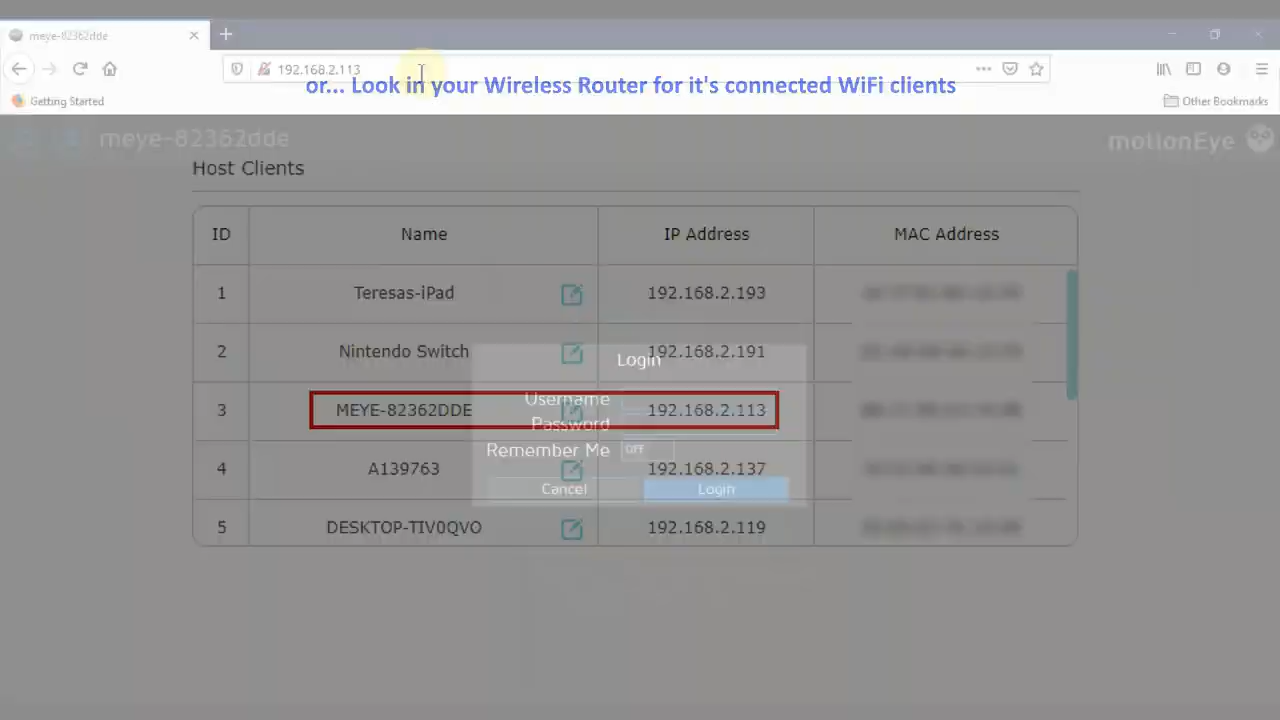 meye-82362dde
192.168.2.113
or... Look in your Wireless Router for it's connected WiFi clients
Getting Started
Other Bookmarks
meye-82362dde
motionEye
Host Clients
ID Name IP Address MAC Address
1 Teresas-iPad 192.168.2.193
2 Nintendo Switch 192.168.2.191
Login
3 MEYE-82362DDE 192.168.2.113
Username
Password
Remember Me OFF
4 A139763 192.168.2.137
Cancel Login
5 DESKTOP-TIV0QVO 192.168.2.119